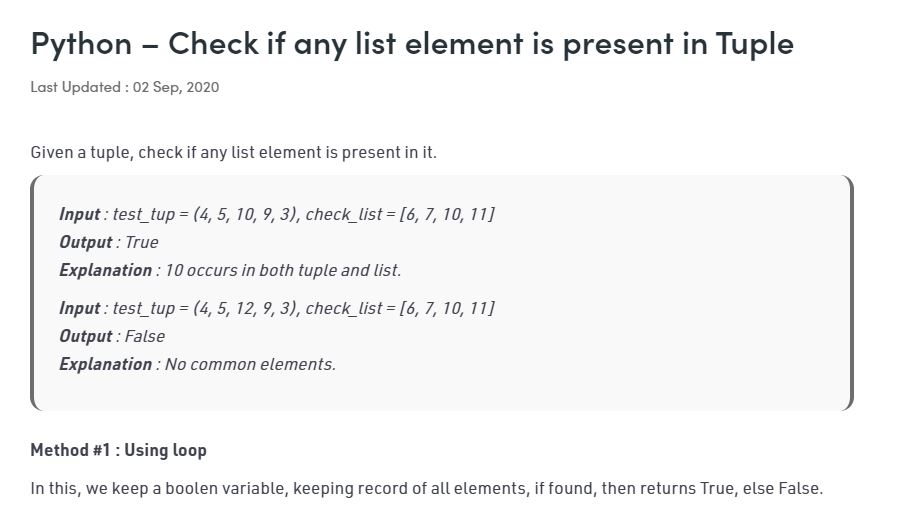 Python – Check if any list element is present in Tuple
Last Updated : 02 Sep, 2020
Given a tuple, check if any list element is present in it.
Input : test_tup = (4, 5, 10, 9, 3), check_list = [6, 7, 10, 11]
Output : True
Explanation : 10 occurs in both tuple and list.
Input : test_tup = (4, 5, 12, 9, 3), check_list = [6, 7, 10, 11]
Output : False
Explanation : No common elements.
Method #1 : Using loop
In this, we keep a boolen variable, keeping record of all elements, if found, then returns True, else False.